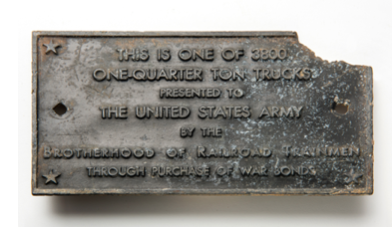 THIS IS ONE OF 3800
ONE-QUARTER TON TRUCKS
PRESENTED TO
THE UNITED STATES ARMY
BY THE
BROTHERHOOD OF RAILROAD TRAINMEN
THROUGH PURCHASE OF WAR BONDS